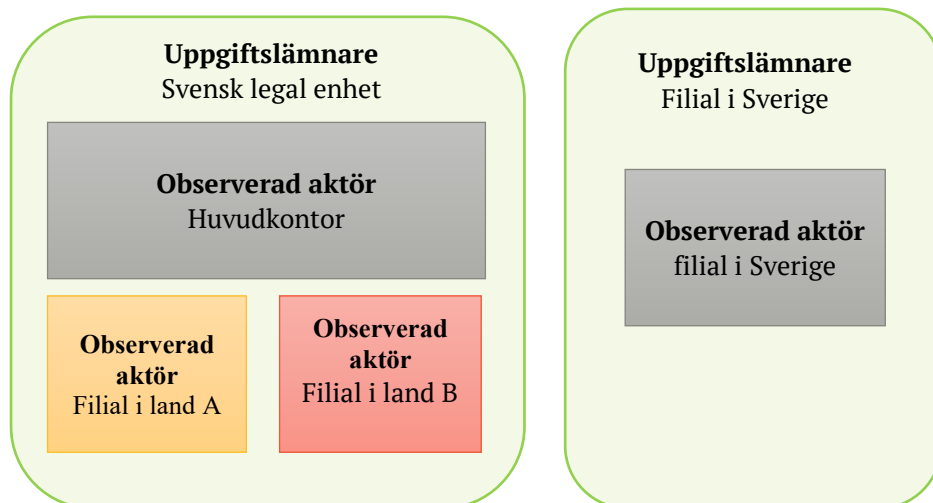 Uppgiftslämnare
Svensk legal enhet
Observerad aktör
Huvudkontor
Observerad
aktör
Filial i land A
Observerad
aktör
Filial i land B
Uppgiftslämnare
Filial i Sverige
Observerad aktör
filial i Sverige